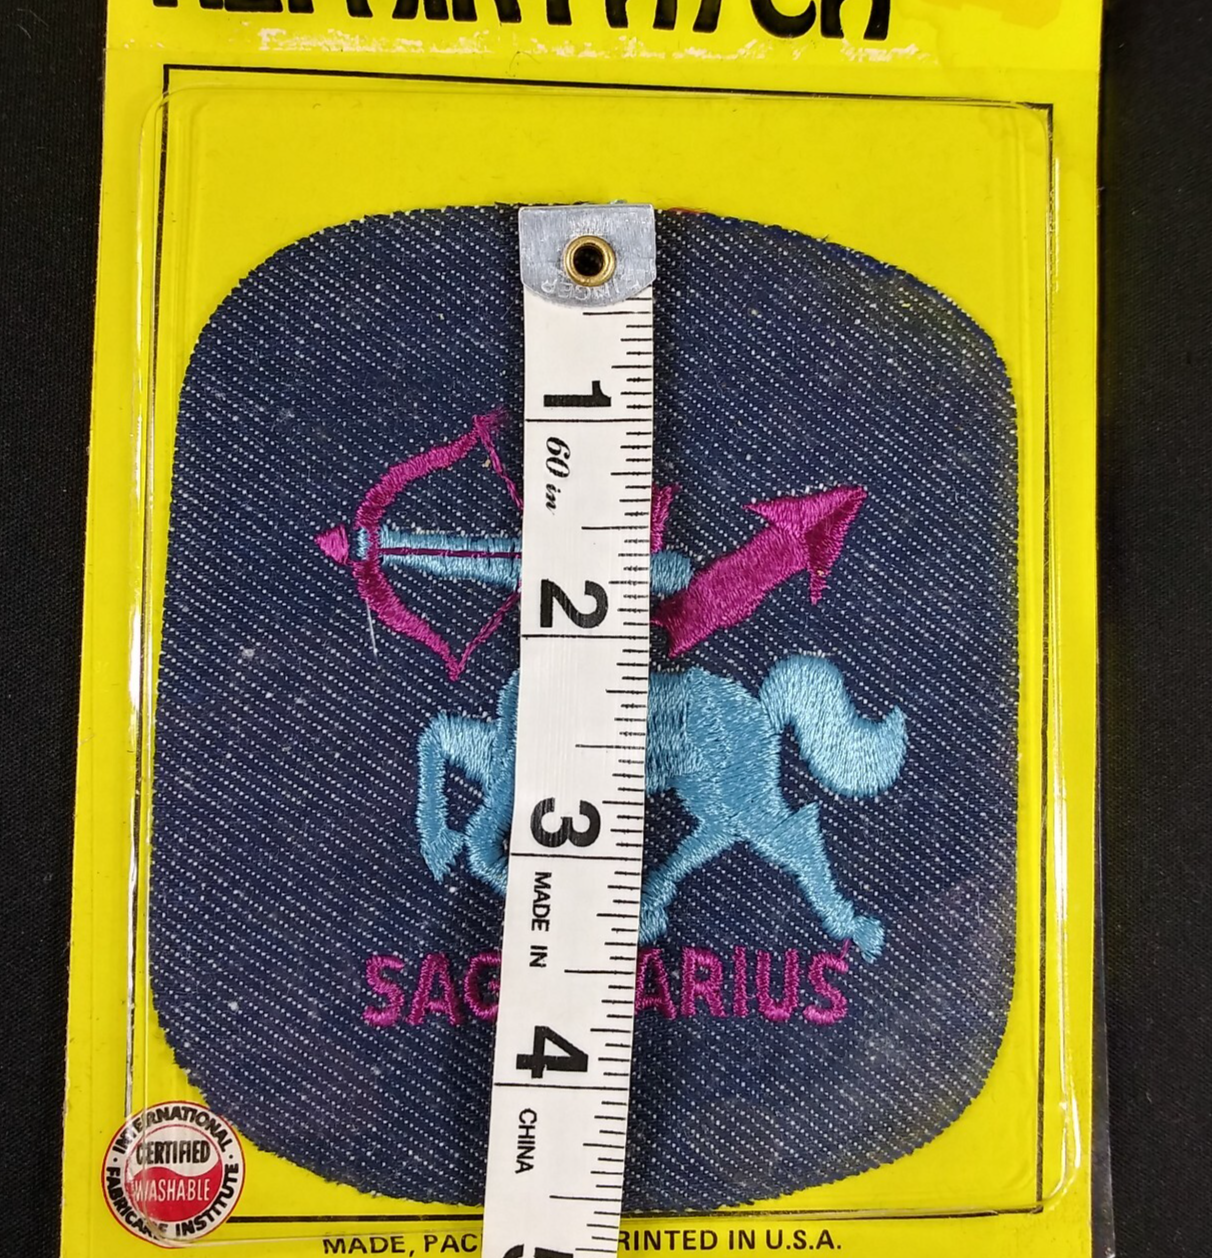 1
60 in
2
3
MADE IN
SAG ARIUS
4
CHINA
INTERNATIONAL
CERTIFIED
WASHABLE
FABRICARE INSTITUTE
MADE, PAC RINTED IN U.S.A.
5